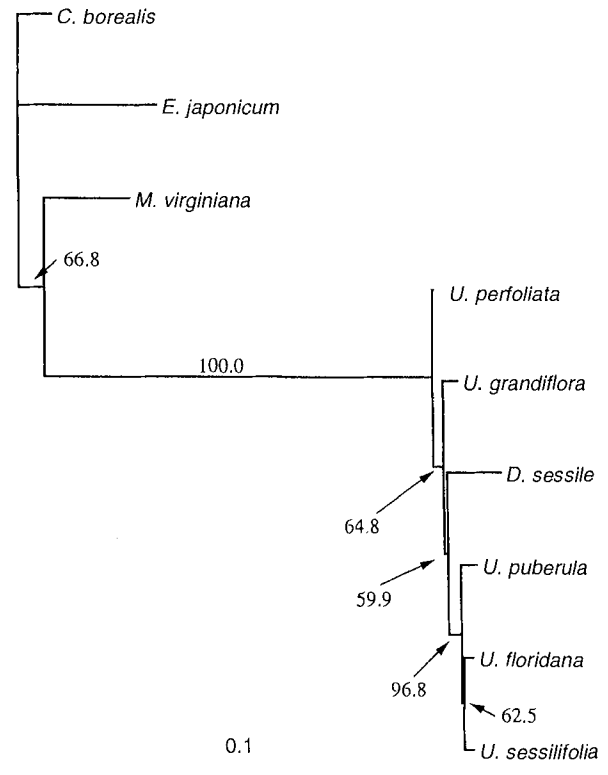 C. borealis
E. japonicum
M. virginiana
66.8
U. perfoliata
100.0
U. grandiflora
D. sessile
64.8
U. puberula
59.9
U. floridana
96.8
62.5
0.1
U. sessilifolia